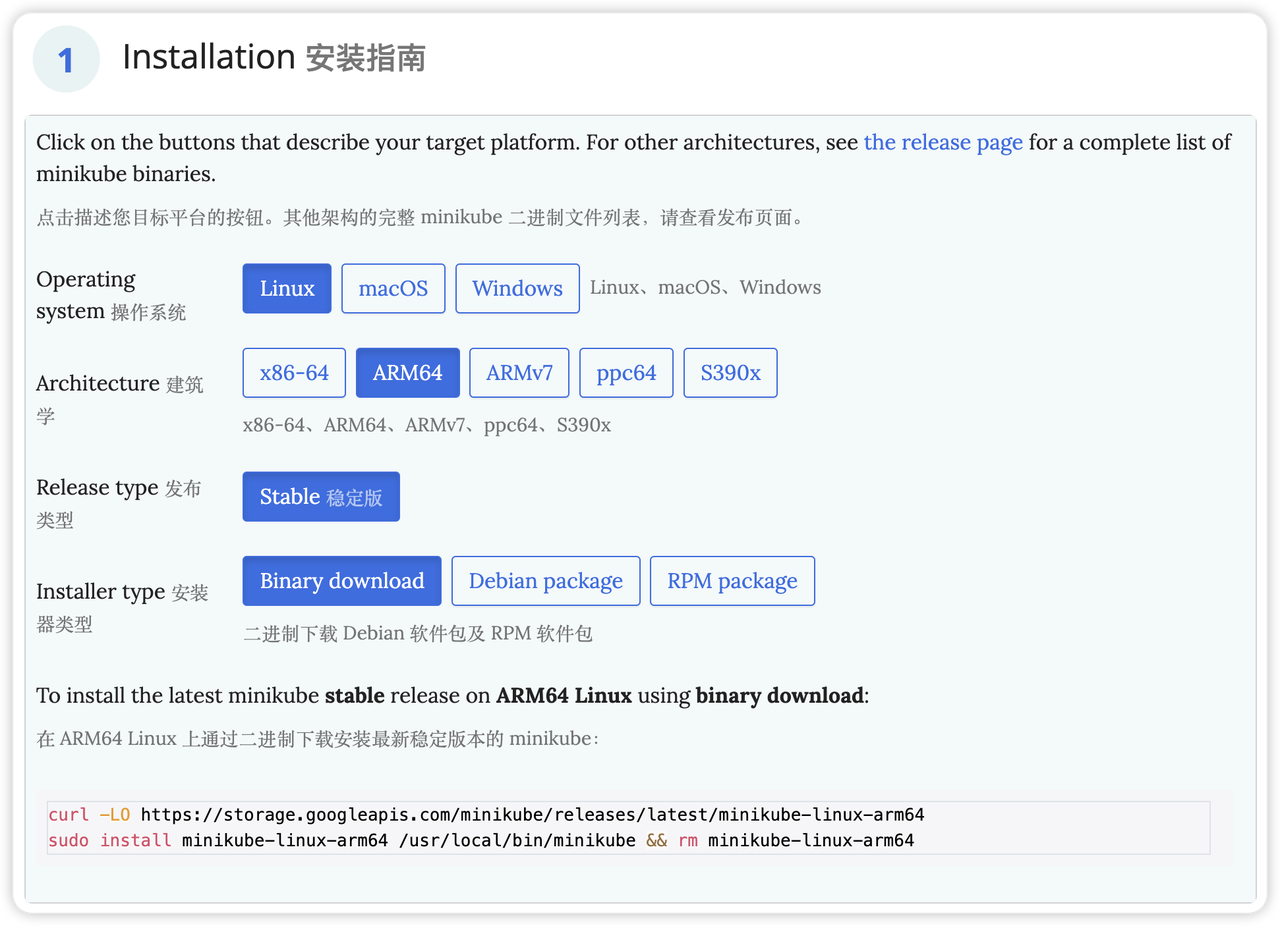 1
Installation 安装指南
Click on the buttons that describe your target platform. For other architectures, see the release page for a complete list of
minikube binaries.
点击描述您目标平台的按钮。其他架构的完整 minikube 二进制文件列表，请查看发布页面。
Operating
system 操作系统
Linux macOS Windows Linux、macOS、Windows
Architecture 建筑
学
x86-64 ARM64 ARMv7 ppc64 S390x
x86-64、ARM64、ARMv7、ppc64、S390x
Release type 发布
类型
Stable 稳定版
Installer type 安装
器类型
Binary download Debian package RPM package
二进制下载 Debian 软件包及 RPM 软件包
To install the latest minikube stable release on ARM64 Linux using binary download:
在 ARM64 Linux 上通过二进制下载安装最新稳定版本的 minikube：
curl -LO https://storage.googleapis.com/minikube/releases/latest/minikube-linux-arm64
sudo install minikube-linux-arm64 /usr/local/bin/minikube && rm minikube-linux-arm64